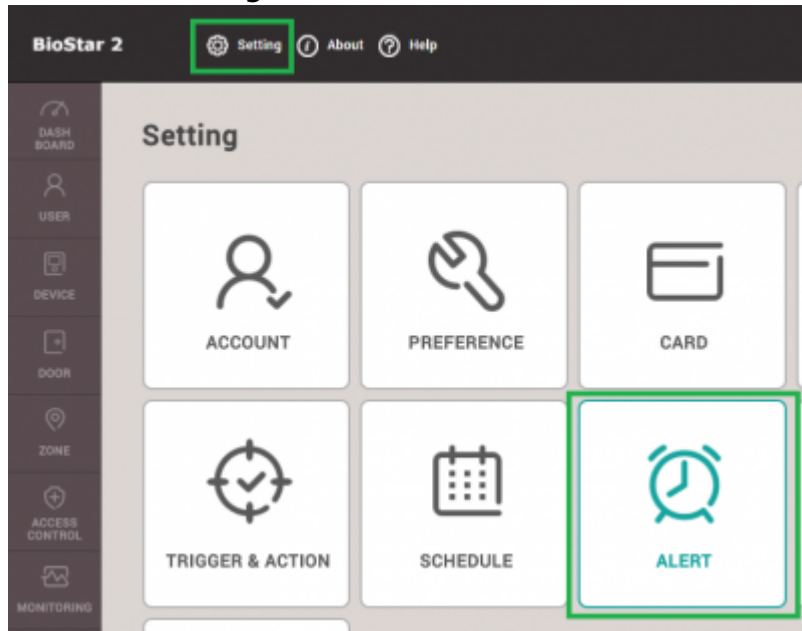 BioStar 2
Setting
About
Help
DASH
BOARD
USER
DEVICE
DOOR
ZONE
ACCESS
CONTROL
MONITORING
Setting
ACCOUNT
PREFERENCE
CARD
TRIGGER & ACTION
SCHEDULE
ALERT